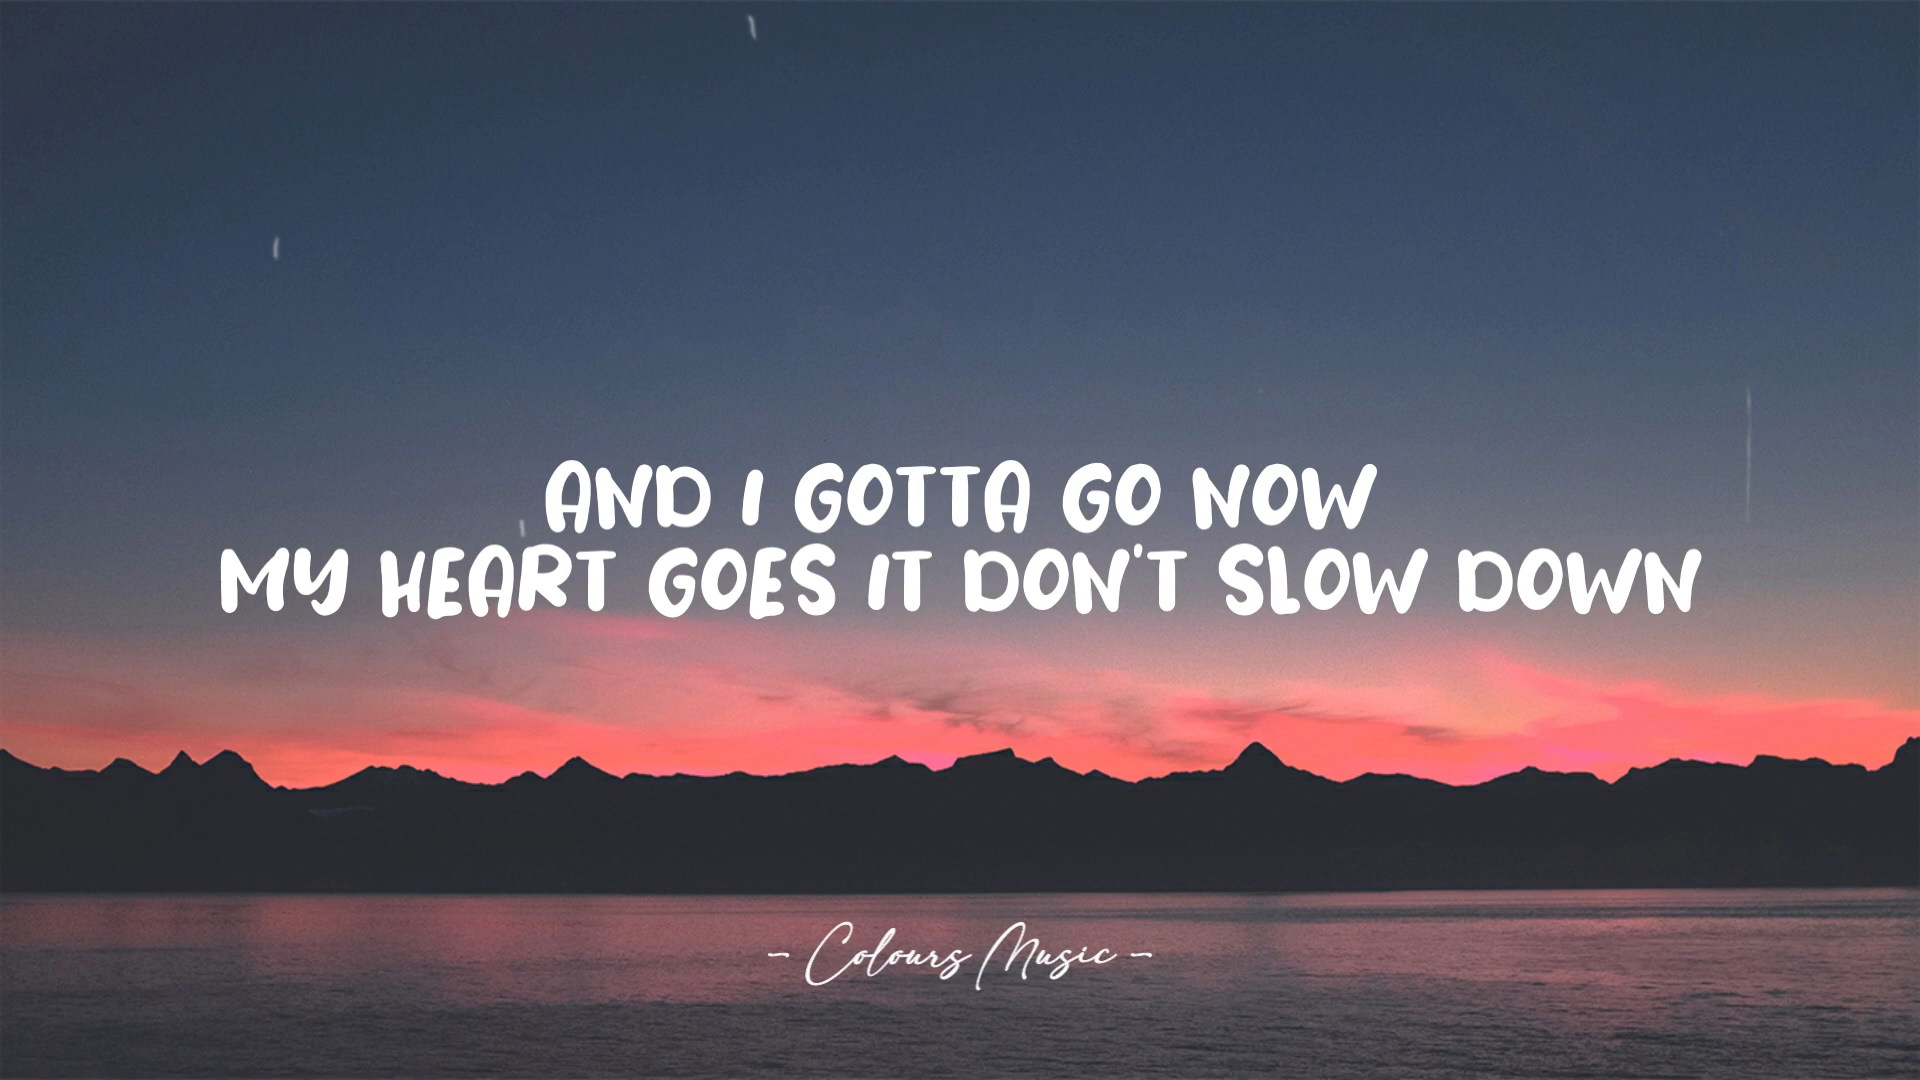 AND I GOTTA GO NOW
MY HEART GOES IT DON'T SLOW DOWN
- Colours Music -